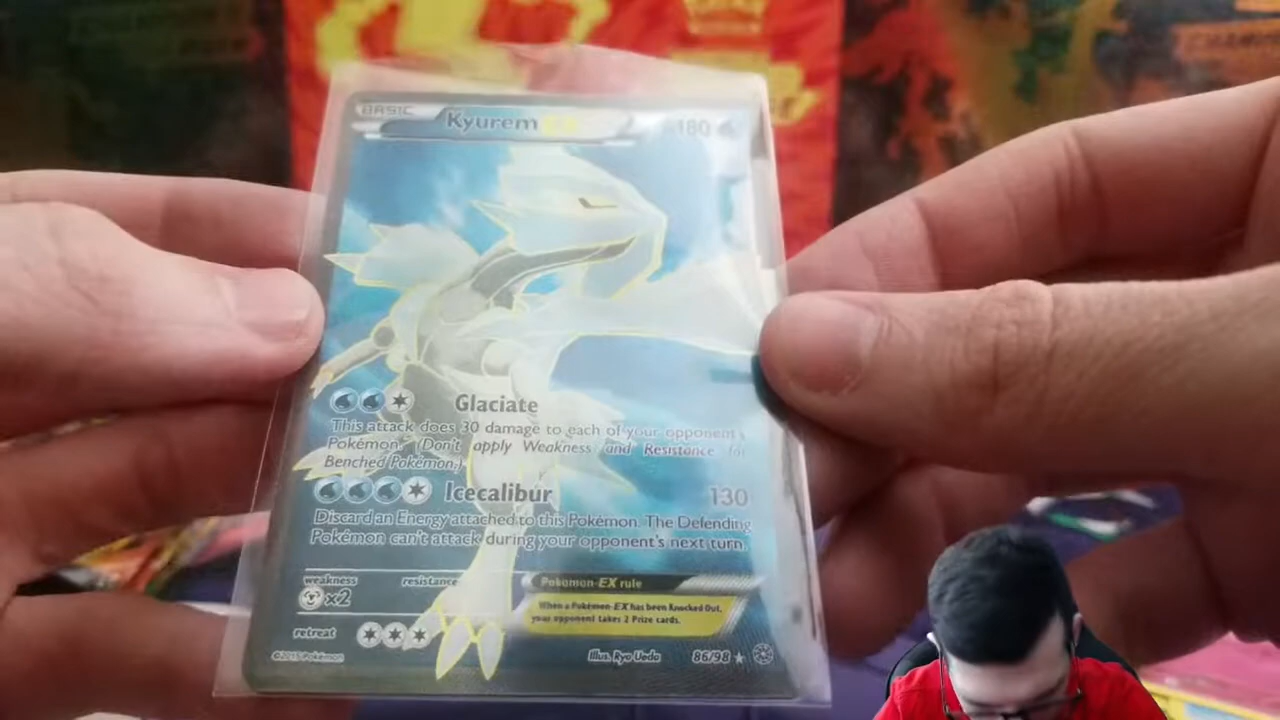 BASIC
Kyurem EX
180
Glaciate
This attack does 30 damage to each of your opponent's
Pokémon. (Don't apply Weakness and Resistance for
Benched Pokémon.)
Icecalibur 130
Discard an Energy attached to this Pokémon. The Defending
Pokémon can't attack during your opponent's next turn.
weakness resistance
x2
Pokémon-EX rule
When a Pokémon-EX has been Knocked Out,
your opponent takes 2 Prize cards.
retreat
©2015 Pokémon
Illus. Ryo Ueda
86/98